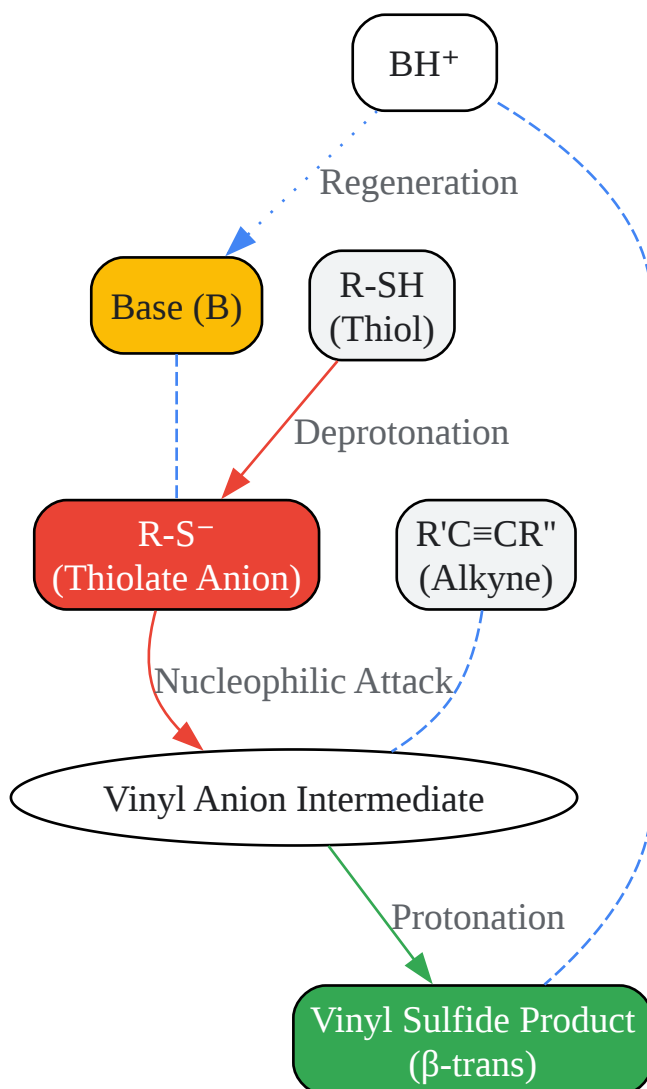 BH⁺
Regeneration
Base (B)
R-SH
(Thiol)
Deprotonation
R-S⁻
(Thiolate Anion)
R'C≡CR"
(Alkyne)
Nucleophilic Attack
Vinyl Anion Intermediate
Protonation
Vinyl Sulfide Product
(β-trans)